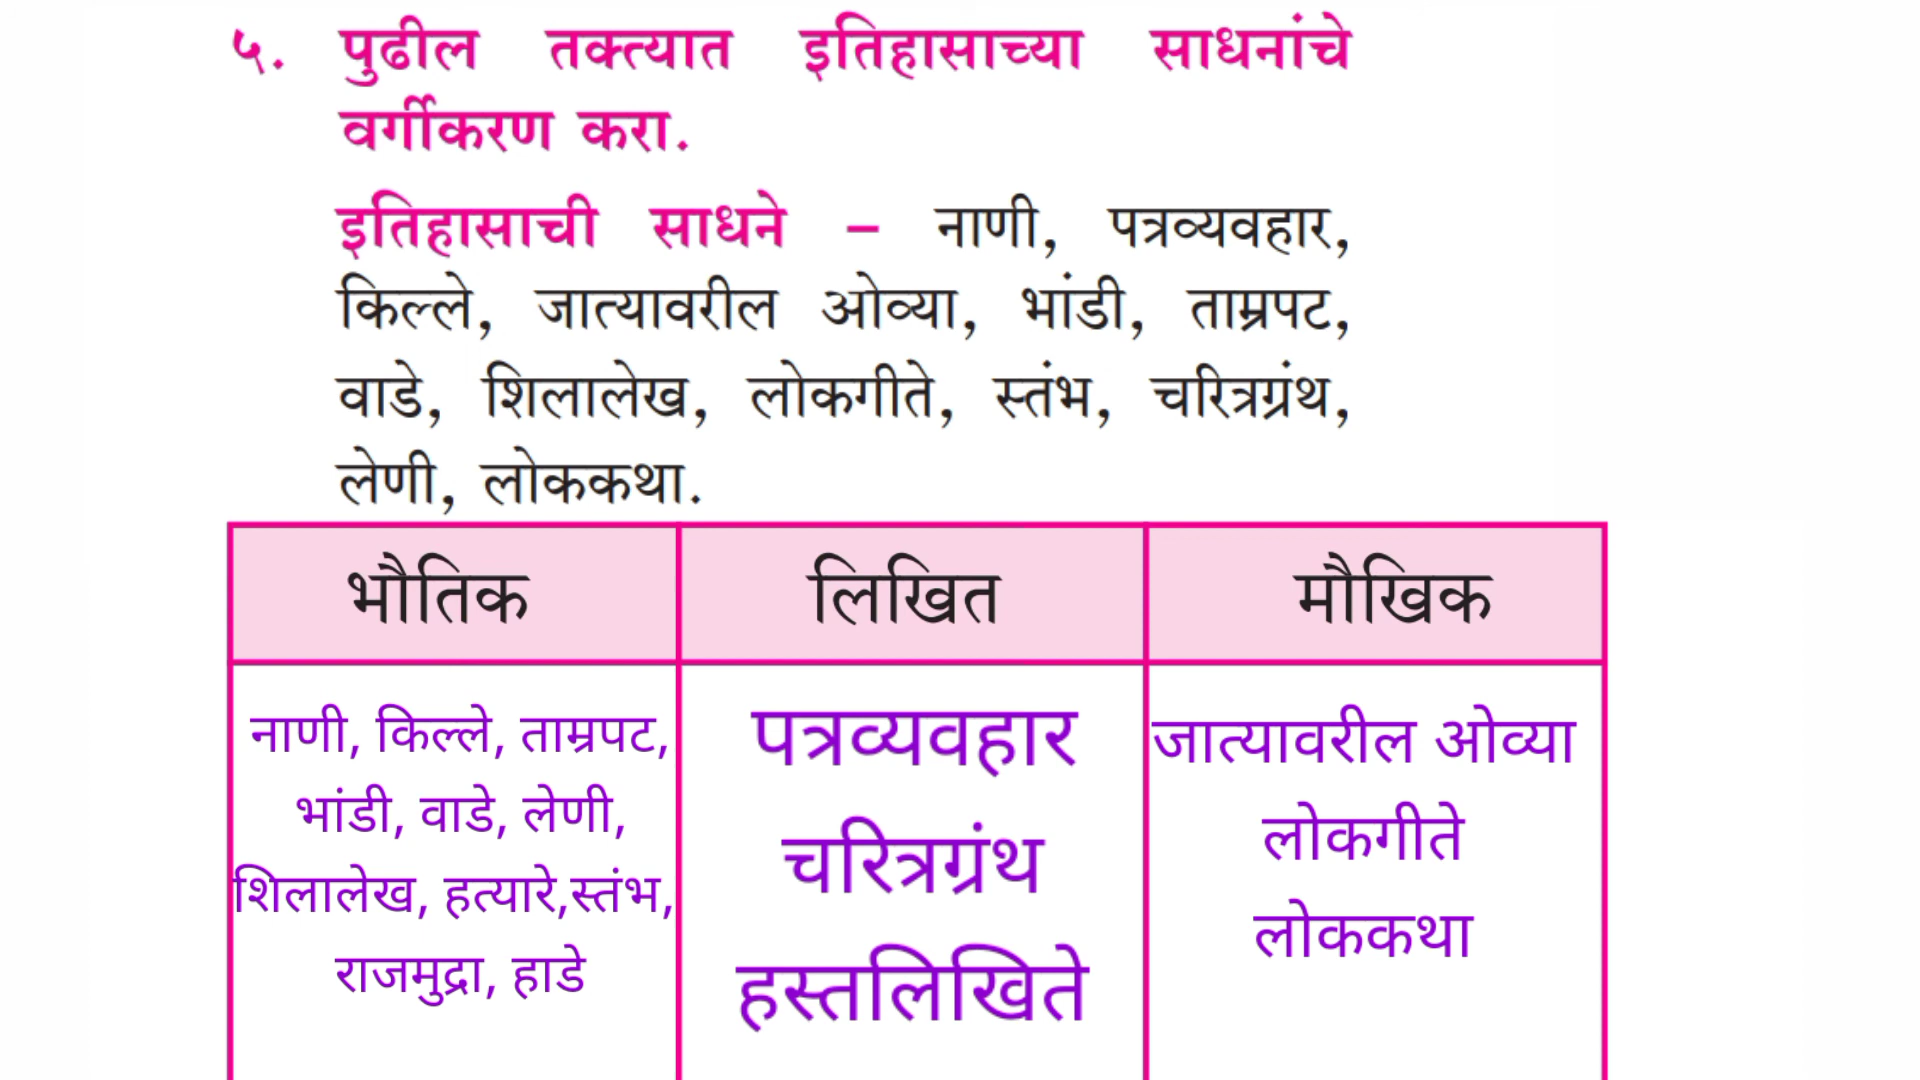 ५. पुढील तक्त्यात इतिहासाच्या साधनांचे
वर्गीकरण करा.
इतिहासाची साधने – नाणी, पत्रव्यवहार,
किल्ले, जात्यावरील ओव्या, भांडी, ताम्रपट,
वाडे, शिलालेख, लोकगीते, स्तंभ, चरित्रग्रंथ,
लेणी, लोककथा.
भौतिक लिखित मौखिक
नाणी, किल्ले, ताम्रपट,
भांडी, वाडे, लेणी,
शिलालेख, हत्यारे,स्तंभ,
राजमुद्रा, हाडे
पत्रव्यवहार
चरित्रग्रंथ
हस्तलिखिते
जात्यावरील ओव्या
लोकगीते
लोककथा